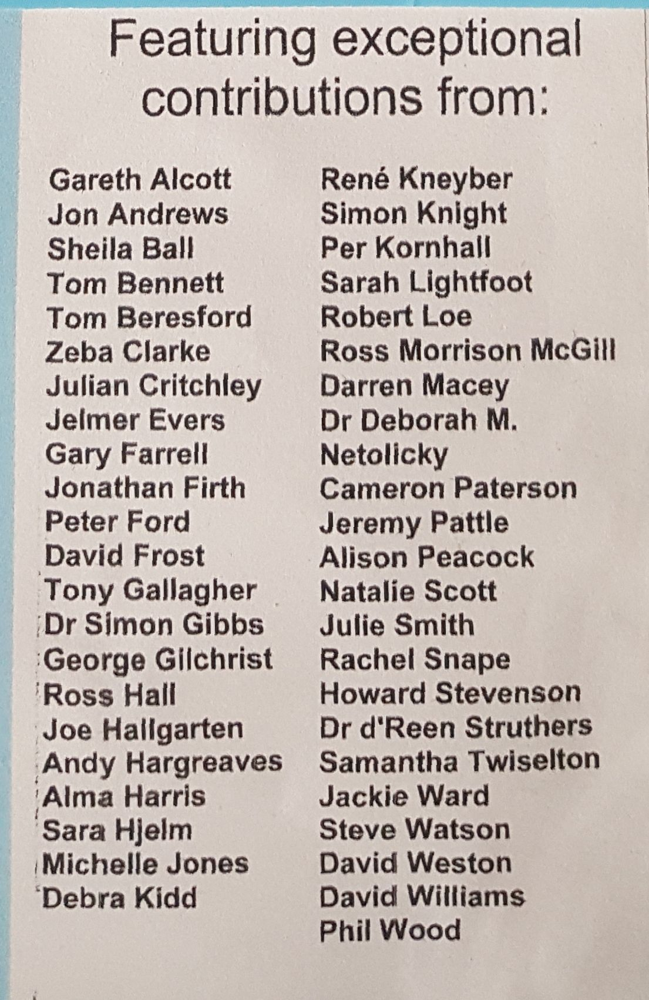 Featuring exceptional
contributions from:
Gareth Alcott
Jon Andrews
Sheila Ball
Tom Bennett
Tom Beresford
Zeba Clarke
Julian Critchley
Jelmer Evers
Gary Farrell
Jonathan Firth
Peter Ford
David Frost
Tony Gallagher
Dr Simon Gibbs
George Gilchrist
Ross Hall
Joe Hallgarten
Andy Hargreaves
Alma Harris
Sara Hjelm
Michelle Jones
Debra Kidd
René Kneyber
Simon Knight
Per Kornhall
Sarah Lightfoot
Robert Loe
Ross Morrison McGill
Darren Macey
Dr Deborah M.
Netolicky
Cameron Paterson
Jeremy Pattle
Alison Peacock
Natalie Scott
Julie Smith
Rachel Snape
Howard Stevenson
Dr d'Reen Struthers
Samantha Twiselton
Jackie Ward
Steve Watson
David Weston
David Williams
Phil Wood